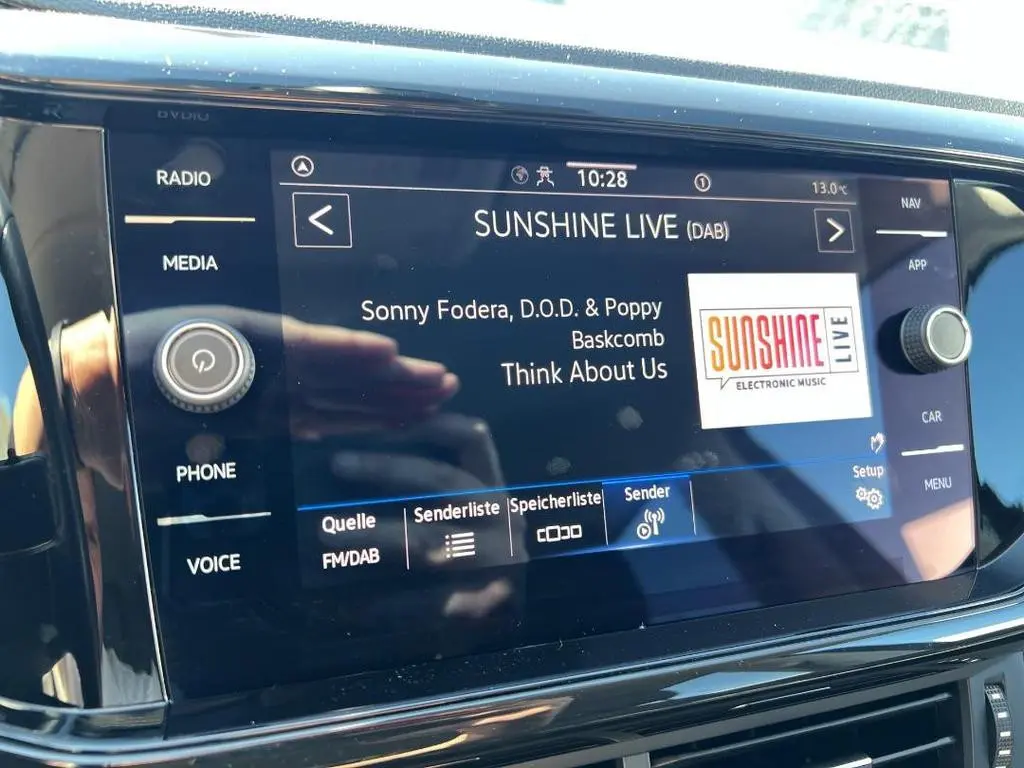 RADIO
MEDIA
PHONE
VOICE
10:28
1
13.0°C
SUNSHINE LIVE (DAB)
Sonny Fodera, D.O.D. & Poppy
Baskcomb
Think About Us
SUNSHINE
LIVE
ELECTRONIC MUSIC
Quelle
FM/DAB
Senderliste
Speicherliste
Sender
Setup
NAV
APP
CAR
MENU